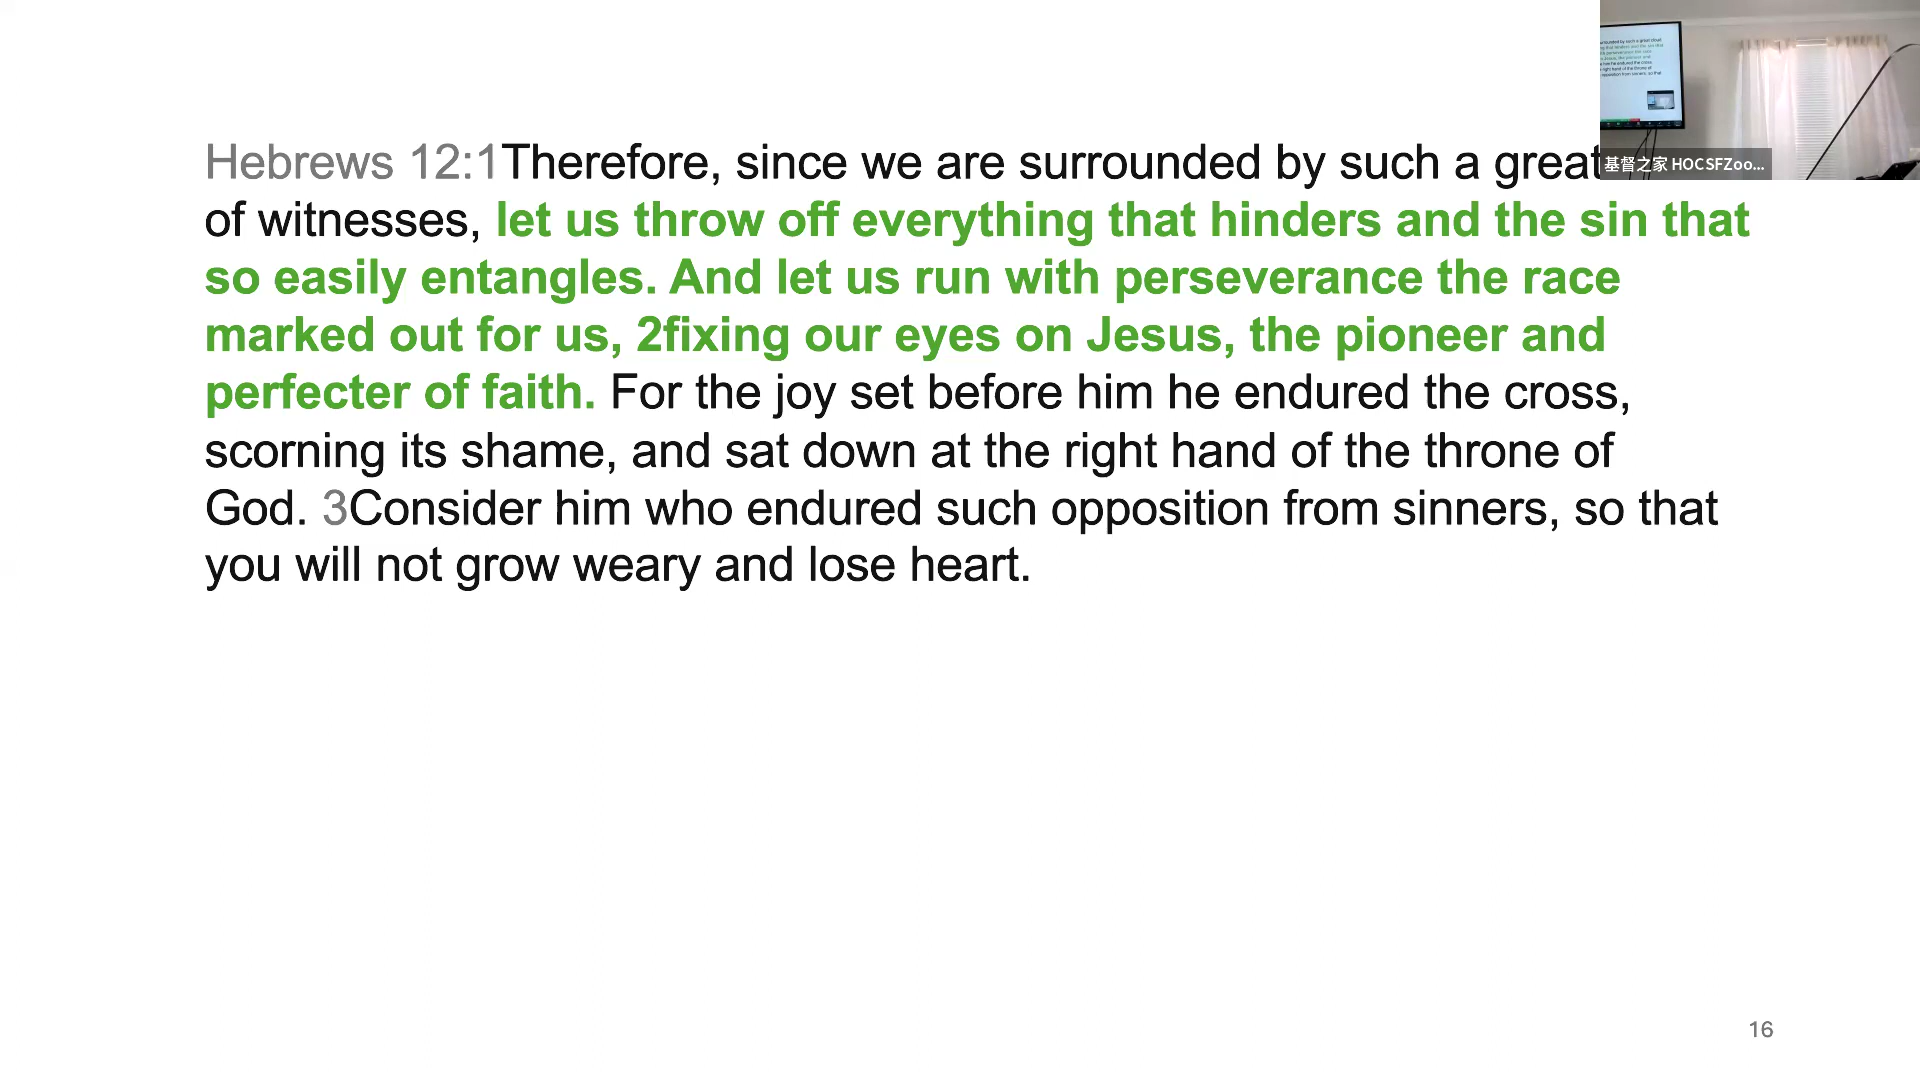 Hebrews 12:1Therefore, since we are surrounded by such a great
of witnesses, let us throw off everything that hinders and the sin that
so easily entangles. And let us run with perseverance the race
marked out for us, 2fixing our eyes on Jesus, the pioneer and
perfecter of faith. For the joy set before him he endured the cross,
scorning its shame, and sat down at the right hand of the throne of
God. 3Consider him who endured such opposition from sinners, so that
you will not grow weary and lose heart.
基督之家 HOCSFZoo...
16